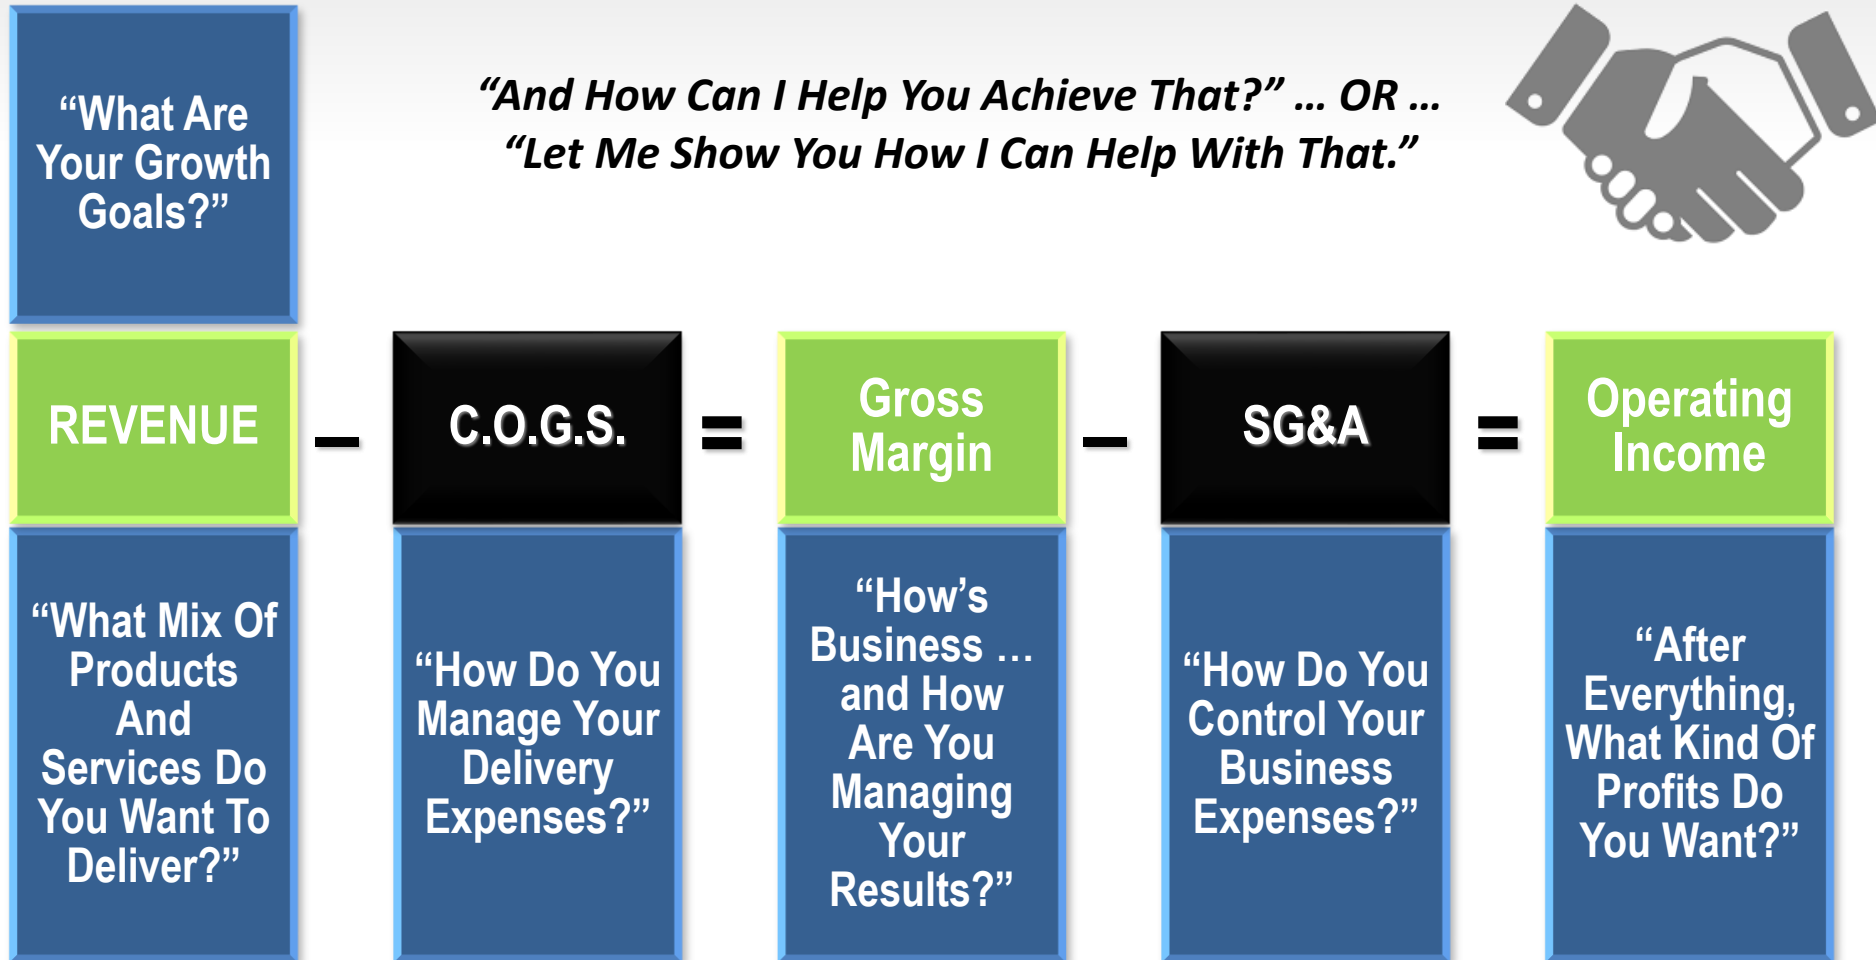 “What Are
Your Growth
Goals?”
“And How Can I Help You Achieve That?” ... OR ...
“Let Me Show You How I Can Help With That.”
REVENUE
–
C.O.G.S.
=
Gross
Margin
–
SG&A
=
Operating
Income
“What Mix Of
Products
And
Services Do
You Want To
Deliver?”
“How Do You
Manage Your
Delivery
Expenses?”
“How’s
Business …
and How
Are You
Managing
Your
Results?”
“How Do You
Control Your
Business
Expenses?”
“After
Everything,
What Kind Of
Profits Do
You Want?”